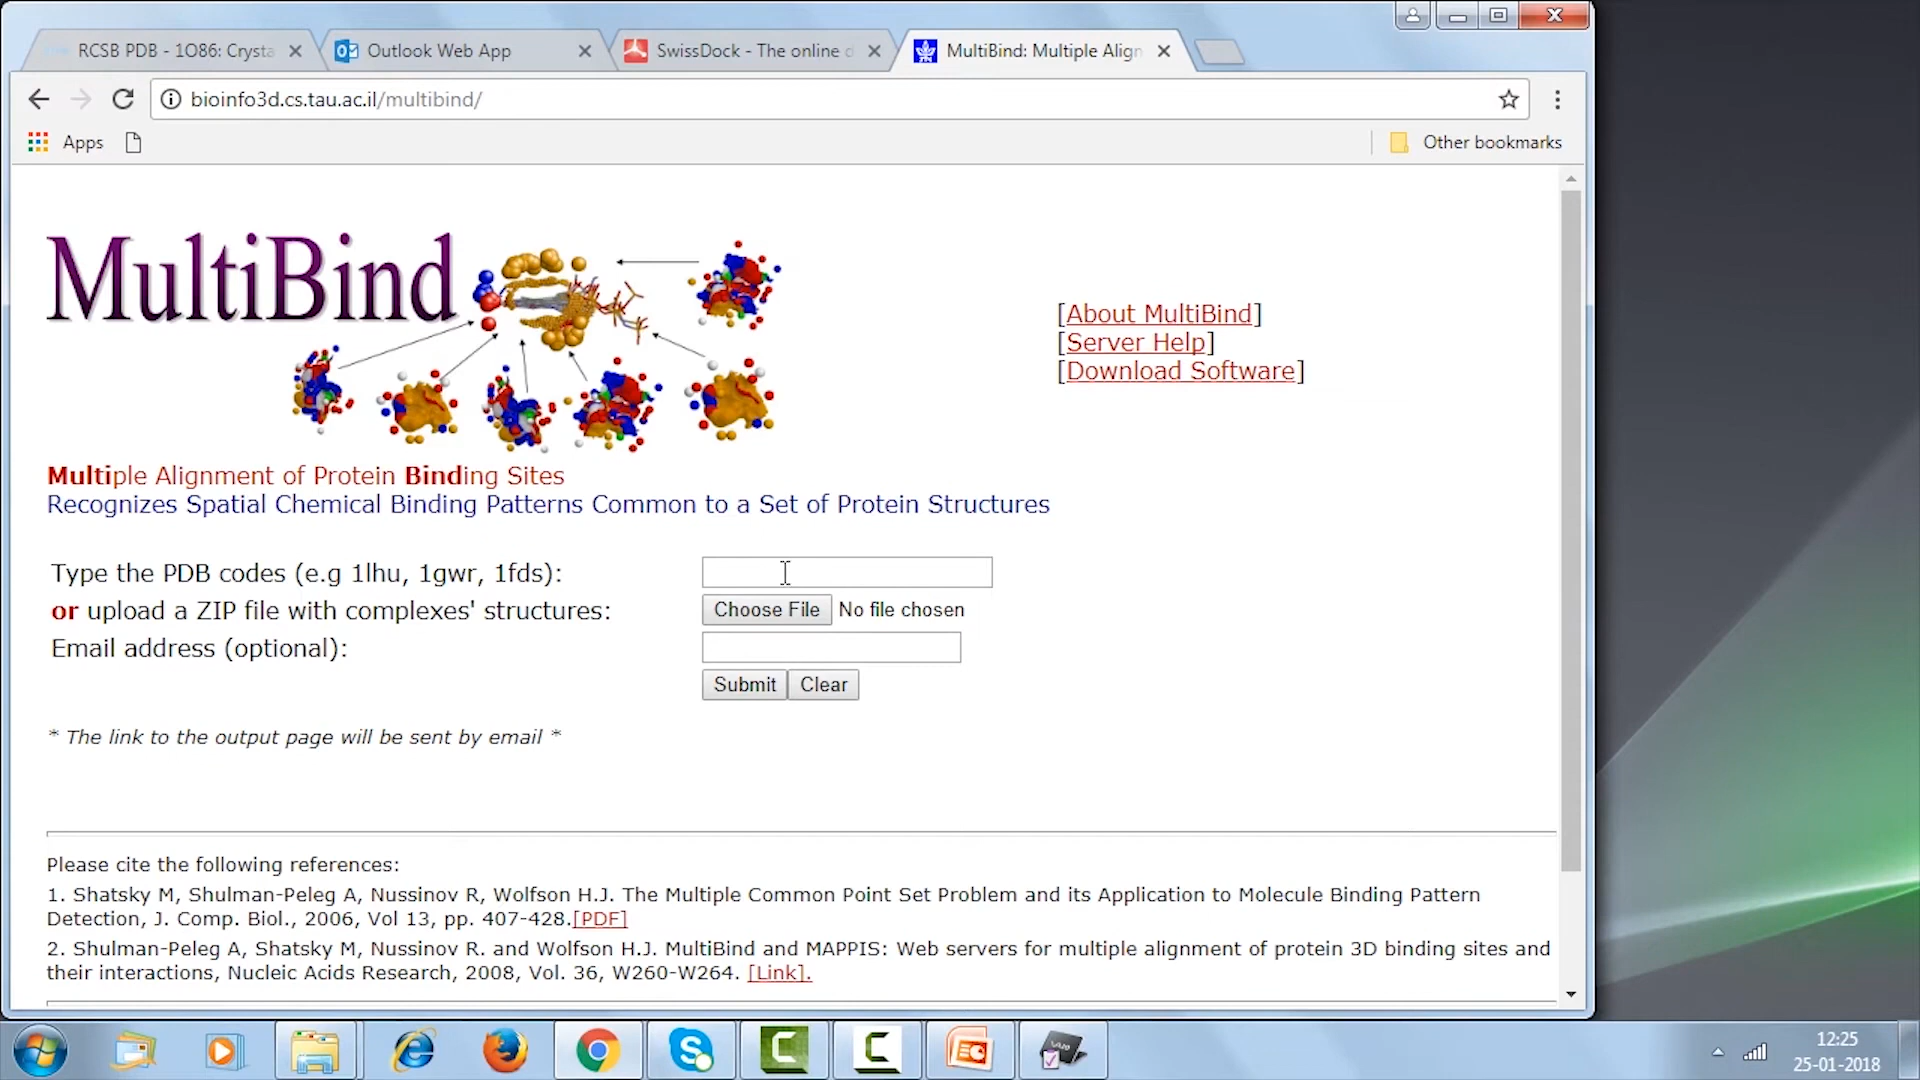 RCSB PDB - 1O86: Crysta
Outlook Web App
SwissDock - The online d
MultiBind: Multiple Align
bioinfo3d.cs.tau.ac.il/multibind/
Apps
Other bookmarks
MultiBind
[About MultiBind]
[Server Help]
[Download Software]
Multiple Alignment of Protein Binding Sites
Recognizes Spatial Chemical Binding Patterns Common to a Set of Protein Structures
Type the PDB codes (e.g 1lhu, 1gwr, 1fds):
or upload a ZIP file with complexes' structures:
Choose File No file chosen
Email address (optional):
Submit Clear
* The link to the output page will be sent by email *
Please cite the following references:
1. Shatsky M, Shulman-Peleg A, Nussinov R, Wolfson H.J. The Multiple Common Point Set Problem and its Application to Molecule Binding Pattern
Detection, J. Comp. Biol., 2006, Vol 13, pp. 407-428.[PDF]
2. Shulman-Peleg A, Shatsky M, Nussinov R. and Wolfson H.J. MultiBind and MAPPIS: Web servers for multiple alignment of protein 3D binding sites and
their interactions, Nucleic Acids Research, 2008, Vol. 36, W260-W264. [Link].
12:25
25-01-2018